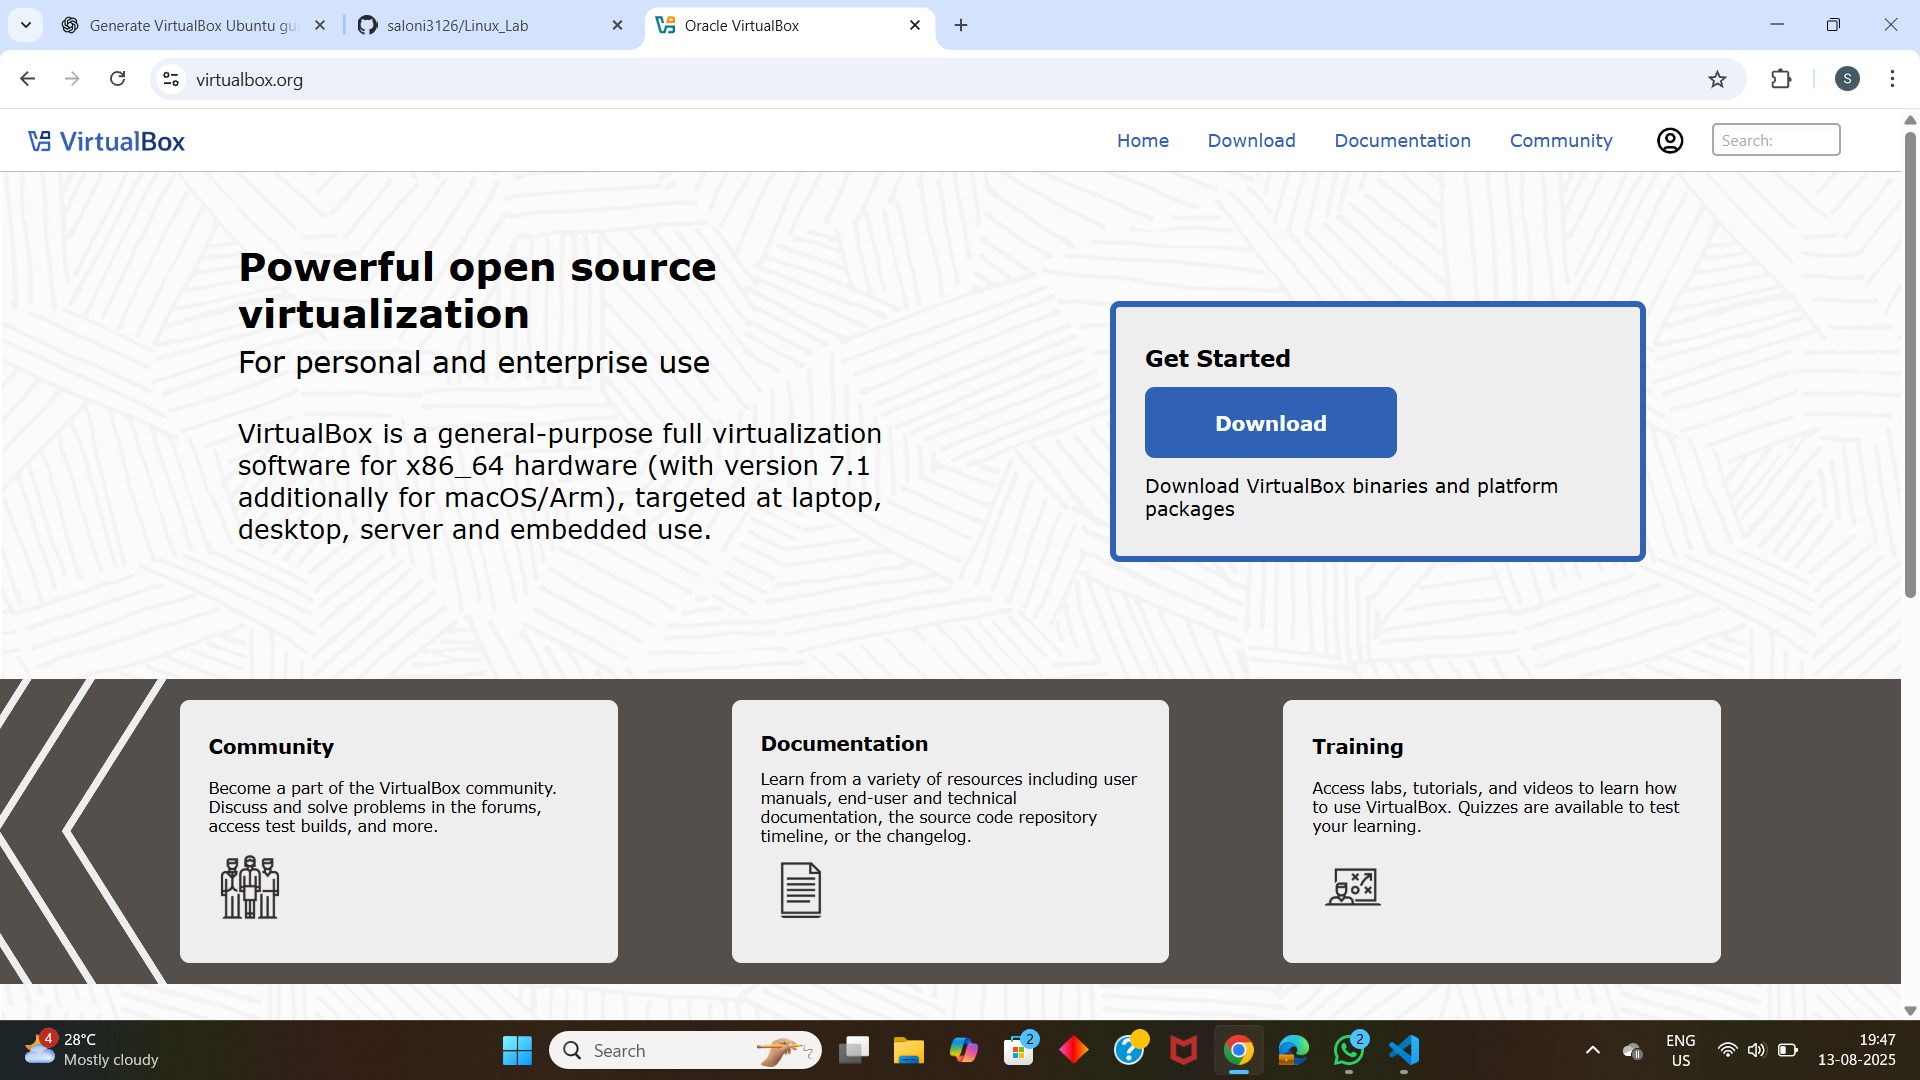 Generate VirtualBox Ubuntu gu
saloni3126/Linux_Lab
Oracle VirtualBox
virtualbox.org
S
VirtualBox
Home
Download
Documentation
Community
Search:
Powerful open source
virtualization
For personal and enterprise use
VirtualBox is a general-purpose full virtualization
software for x86_64 hardware (with version 7.1
additionally for macOS/Arm), targeted at laptop,
desktop, server and embedded use.
Get Started
Download
Download VirtualBox binaries and platform
packages
Community
Become a part of the VirtualBox community.
Discuss and solve problems in the forums,
access test builds, and more.
Documentation
Learn from a variety of resources including user
manuals, end-user and technical
documentation, the source code repository
timeline, or the changelog.
Training
Access labs, tutorials, and videos to learn how
to use VirtualBox. Quizzes are available to test
your learning.
4
28°C
Mostly cloudy
Search
2
2
ENG
US
19:47
13-08-2025